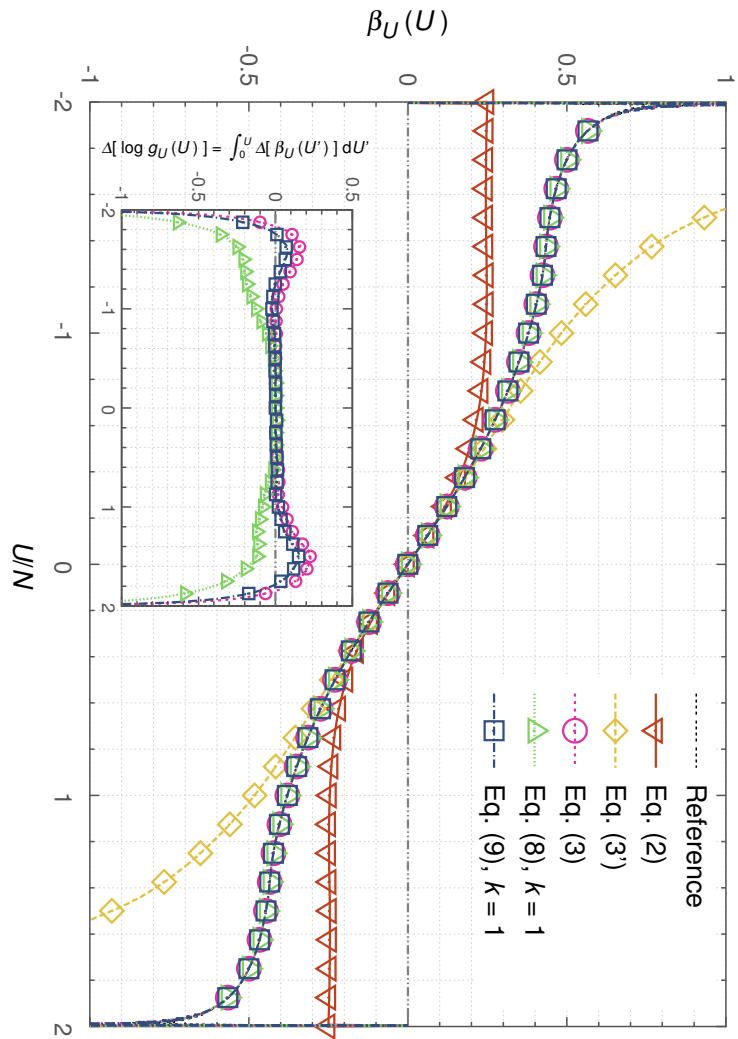 β_U(U)
-1
-0.5
0
0.5
1
-2
-1
0
1
2
U/N
Reference
Eq. (2)
Eq. (3')
Eq. (3)
Eq. (8), k = 1
Eq. (9), k = 1
Δ[ log g_U(U) ] = ∫_0^U Δ[ β_U(U') ] dU'
-1
-0.5
0
0.5
-2
-1
0
1
2